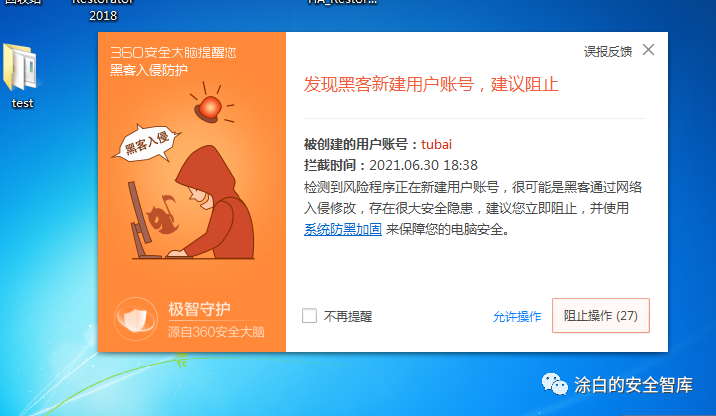 Restorator
2018
HA_Restor...
test
360安全大脑提醒您
黑客入侵防护
黑客入侵
极智守护
源自360安全大脑
误报反馈
发现黑客新建用户账号，建议阻止
被创建的用户账号：tubai
拦截时间：2021.06.30 18:38
检测到风险程序正在新建用户账号，很可能是黑客通过网络
入侵修改，存在很大安全隐患，建议您立即阻止，并使用
系统防黑加固 来保障您的电脑安全。
不再提醒
允许操作
阻止操作 (27)
涂白的安全智库